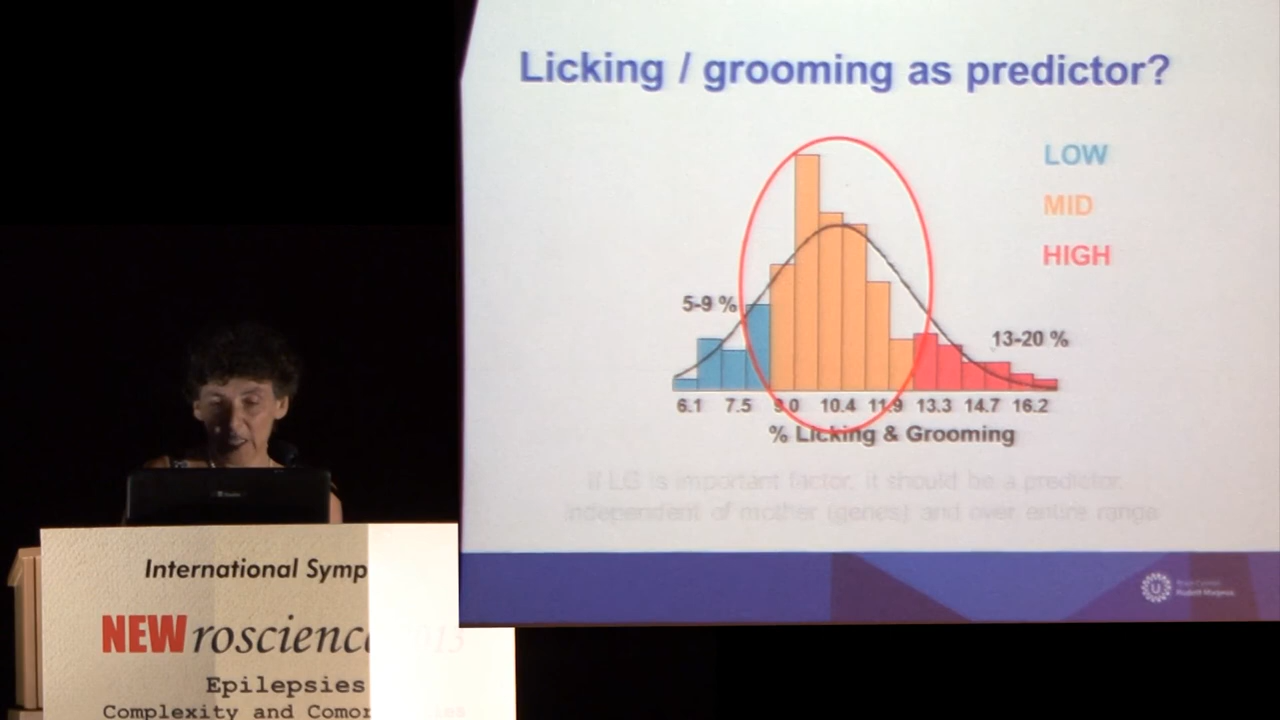 Licking / grooming as predictor?
LOW
MID
HIGH
5-9 %
13-20 %
6.1 7.5 9.0 10.4 11.9 13.3 14.7 16.2
% Licking & Grooming
If LG is important factor, it should be a predictor,
independent of mother (genes) and over entire range
International Symp
NEWroscience 2013
Epilepsies
Complexity and Comor